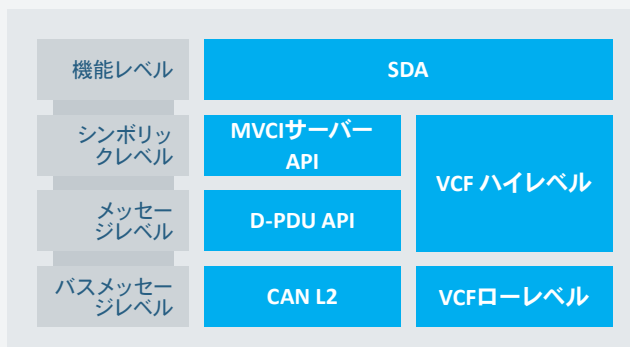 機能レベル
SDA
シンボリッ
クレベル
MVCIサーバー
API
VCF ハイレベル
メッセー
ジレベル
D-PDU API
バスメッセー
ジレベル
CAN L2
VCFローレベル